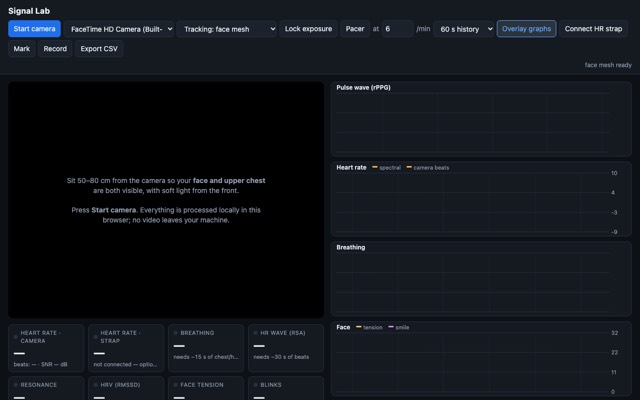 Signal Lab
Start camera
FaceTime HD Camera (Built-
Tracking: face mesh
Lock exposure
Pacer
at 6 /min
60 s history
Overlay graphs
Connect HR strap
Mark
Record
Export CSV
face mesh ready
Sit 50–80 cm from the camera so your face and upper chest
are both visible, with soft light from the front.
Press Start camera. Everything is processed locally in this
browser; no video leaves your machine.
Pulse wave (rPPG)
Heart rate
spectral
camera beats
10
4
-3
-9
Breathing
Face
tension
smile
32
22
11
0
HEART RATE ·
CAMERA
—
beats: — · SNR — dB
HEART RATE ·
STRAP
—
not connected — optio…
BREATHING
—
needs ~15 s of chest/h…
HR WAVE (RSA)
—
needs ~30 s of beats
RESONANCE
HRV (RMSSD)
FACE TENSION
BLINKS